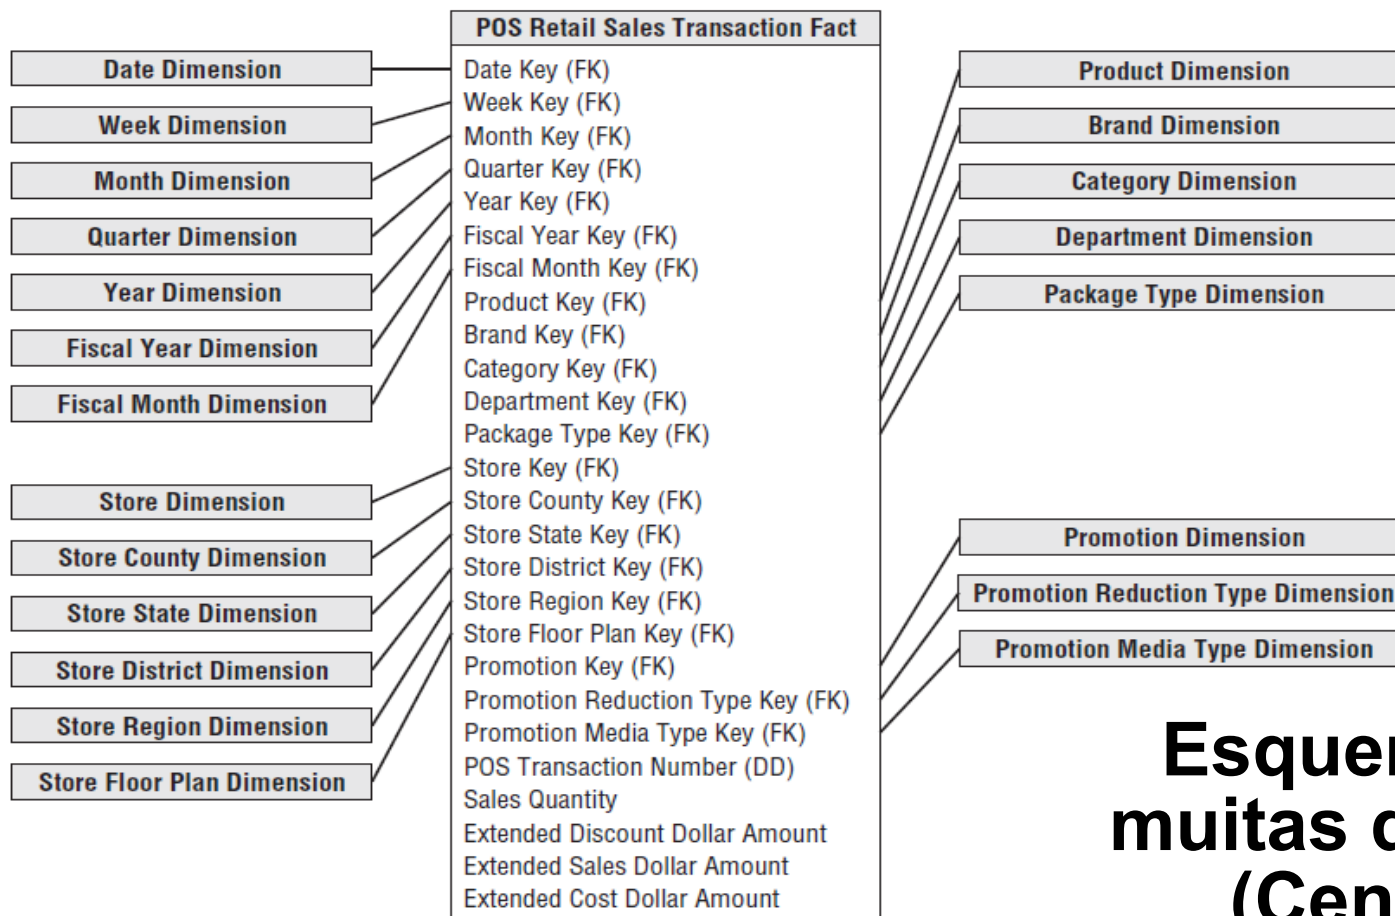 POS Retail Sales Transaction Fact
Date Key (FK)
Week Key (FK)
Month Key (FK)
Quarter Key (FK)
Year Key (FK)
Fiscal Year Key (FK)
Fiscal Month Key (FK)
Product Key (FK)
Brand Key (FK)
Category Key (FK)
Department Key (FK)
Package Type Key (FK)
Store Key (FK)
Store County Key (FK)
Store State Key (FK)
Store District Key (FK)
Store Region Key (FK)
Store Floor Plan Key (FK)
Promotion Key (FK)
Promotion Reduction Type Key (FK)
Promotion Media Type Key (FK)
POS Transaction Number (DD)
Sales Quantity
Extended Discount Dollar Amount
Extended Sales Dollar Amount
Extended Cost Dollar Amount
Date Dimension
Week Dimension
Month Dimension
Quarter Dimension
Year Dimension
Fiscal Year Dimension
Fiscal Month Dimension
Store Dimension
Store County Dimension
Store State Dimension
Store District Dimension
Store Region Dimension
Store Floor Plan Dimension
Product Dimension
Brand Dimension
Category Dimension
Department Dimension
Package Type Dimension
Promotion Dimension
Promotion Reduction Type Dimension
Promotion Media Type Dimension
muitas